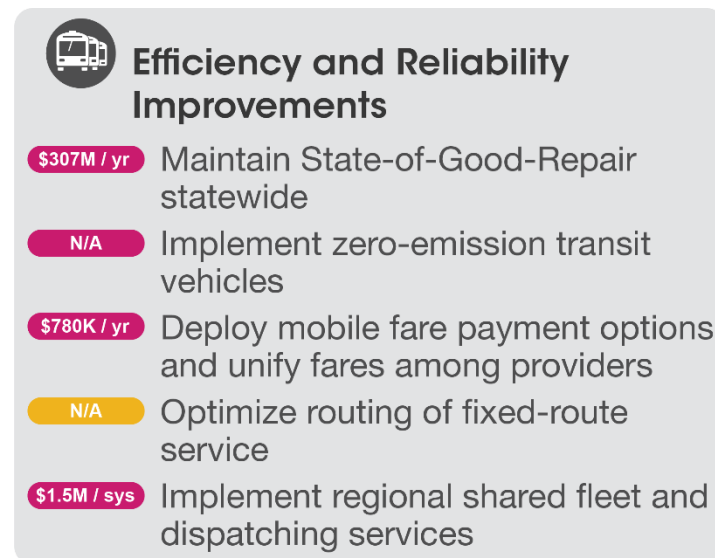 Efficiency and Reliability
Improvements
$307M / yr Maintain State-of-Good-Repair
statewide
N/A Implement zero-emission transit
vehicles
$780K / yr Deploy mobile fare payment options
and unify fares among providers
N/A Optimize routing of fixed-route
service
$1.5M / sys Implement regional shared fleet and
dispatching services